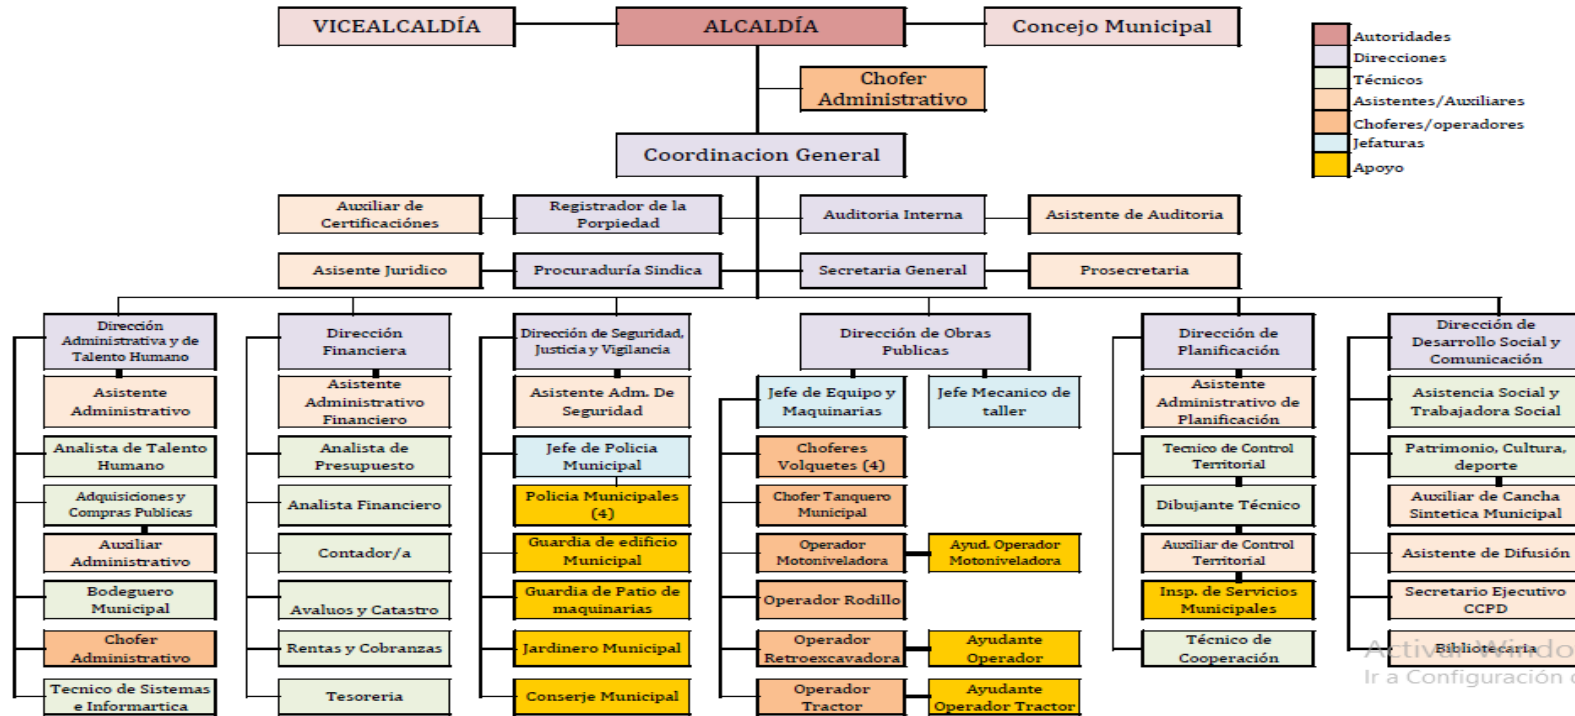 VICEALCALDÍA
ALCALDÍA
Concejo Municipal
Autoridades
Direcciones
Técnicos
Asistentes/Auxiliares
Choferes/operadores
Jefaturas
Apoyo
Chofer
Administrativo
Coordinacion General
Auxiliar de
Certificaciónes
Registrador de la
Porpiedad
Auditoria Interna
Asistente de Auditoria
Asisente Juridico
Procuraduría Sindica
Secretaria General
Prosecretaria
Dirección
Administrativa y de
Talento Humano
Dirección
Financiera
Dirección de Seguridad,
Justicia y Vigilancia
Dirección de Obras
Publicas
Dirección de
Planificación
Dirección de
Desarrollo Social y
Comunicación
Asistente
Administrativo
Asistente
Administrativo
Financiero
Asistente Adm. De
Seguridad
Jefe de Equipo y
Maquinarias
Jefe Mecanico de
taller
Asistente
Administrativo de
Planificación
Asistencia Social y
Trabajadora Social
Analista de Talento
Humano
Analista de
Presupuesto
Jefe de Policia
Municipal
Choferes
Volquetes (4)
Tecnico de Control
Territorial
Patrimonio, Cultura,
deporte
Adquisiciones y
Compras Publicas
Analista Financiero
Policia Municipales
(4)
Chofer Tanquero
Municipal
Dibujante Técnico
Auxiliar de Cancha
Sintetica Municipal
Auxiliar
Administrativo
Contador/a
Guardia de edificio
Municipal
Operador
Motoniveladora
Ayud. Operador
Motoniveladora
Auxiliar de Control
Territorial
Asistente de Difusión
Bodeguero
Municipal
Avaluos y Catastro
Guardia de Patio de
maquinarias
Operador Rodillo
Insp. de Servicios
Municipales
Secretario Ejecutivo
CCPD
Chofer
Administrativo
Rentas y Cobranzas
Jardinero Municipal
Operador
Retroexcavadora
Ayudante
Operador
Técnico de
Cooperación
Bibliotecaria
Tecnico de Sistemas
e Informartica
Tesoreria
Conserje Municipal
Operador
Tractor
Ayudante
Operador Tractor
Activar Windo
Ir a Configuración